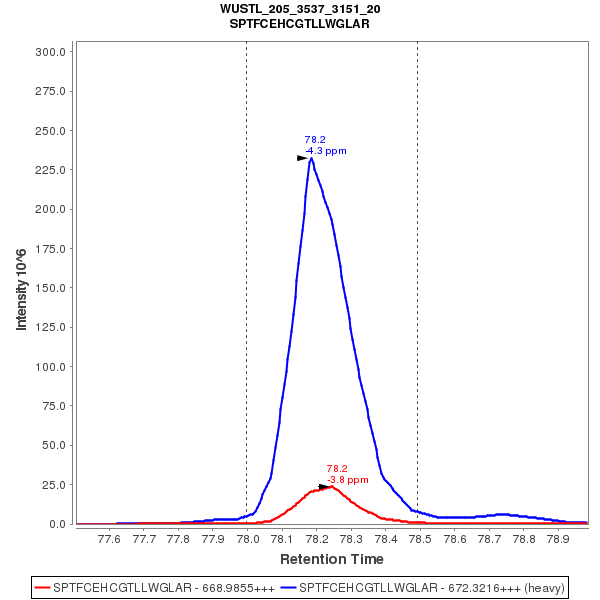 WUSTL_205_3537_3151_20
SPTFCEHCGTLLWGLAR
300.0
275.0
250.0
225.0
200.0
175.0
150.0
125.0
100.0
75.0
50.0
25.0
0.0
Intensity 10^6
78.2
-4.3 ppm
78.2
-3.8 ppm
77.6 77.7 77.8 77.9 78.0 78.1 78.2 78.3 78.4 78.5 78.6 78.7 78.8 78.9
Retention Time
SPTFCEHCGTLLWGLAR - 668.9855+++ SPTFCEHCGTLLWGLAR - 672.3216+++ (heavy)